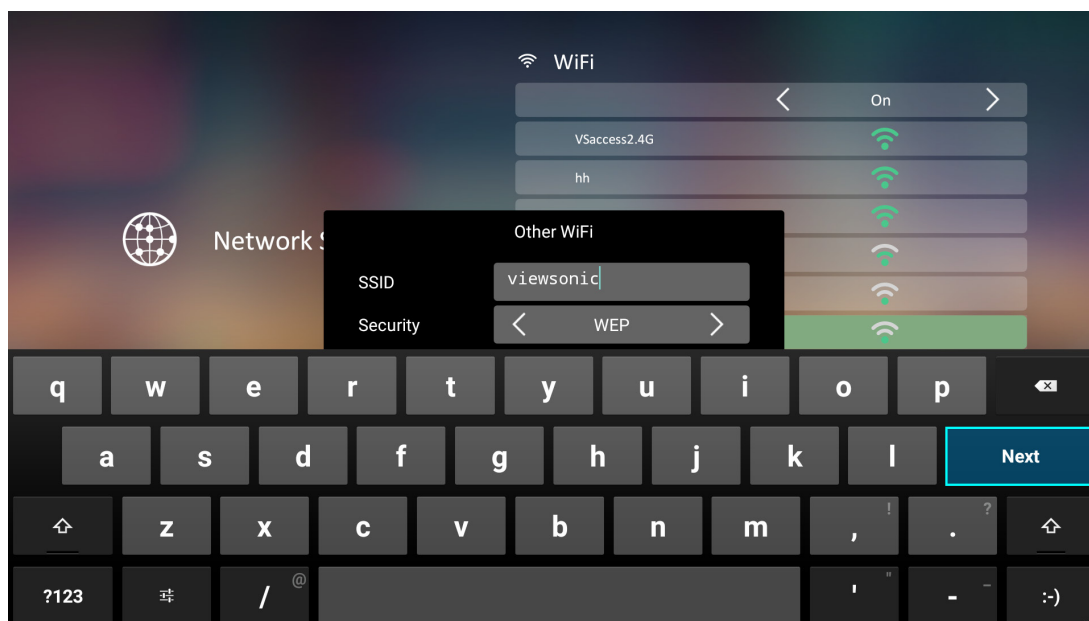 WiFi
On
VSaccess2.4G
hh
Network
Other WiFi
SSID viewsonic
Security WEP
q w e r t y u i o p
a s d f g h j k l Next
z x c v b n m , ! . ?
?123 / @ ' " - _ :-)